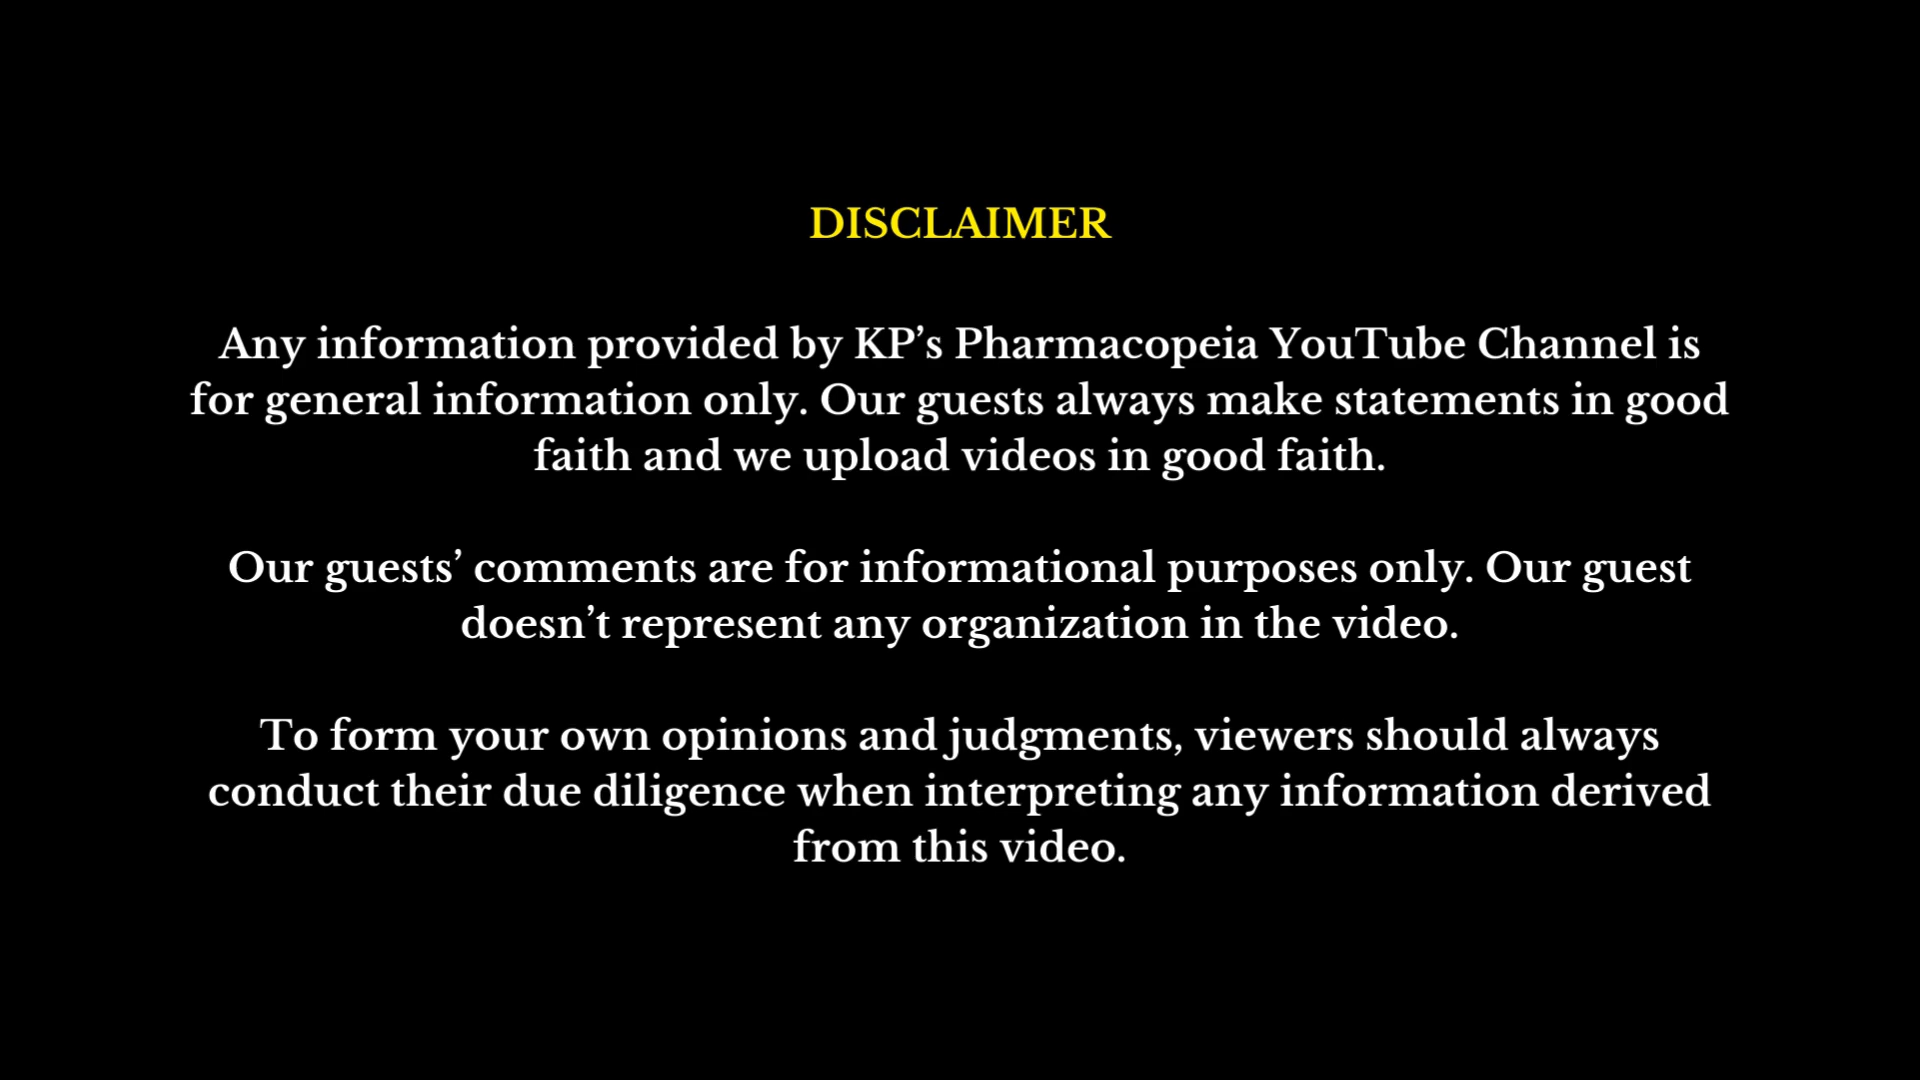 DISCLAIMER
Any information provided by KP’s Pharmacopeia YouTube Channel is
for general information only. Our guests always make statements in good
faith and we upload videos in good faith.
Our guests’ comments are for informational purposes only. Our guest
doesn’t represent any organization in the video.
To form your own opinions and judgments, viewers should always
conduct their due diligence when interpreting any information derived
from this video.